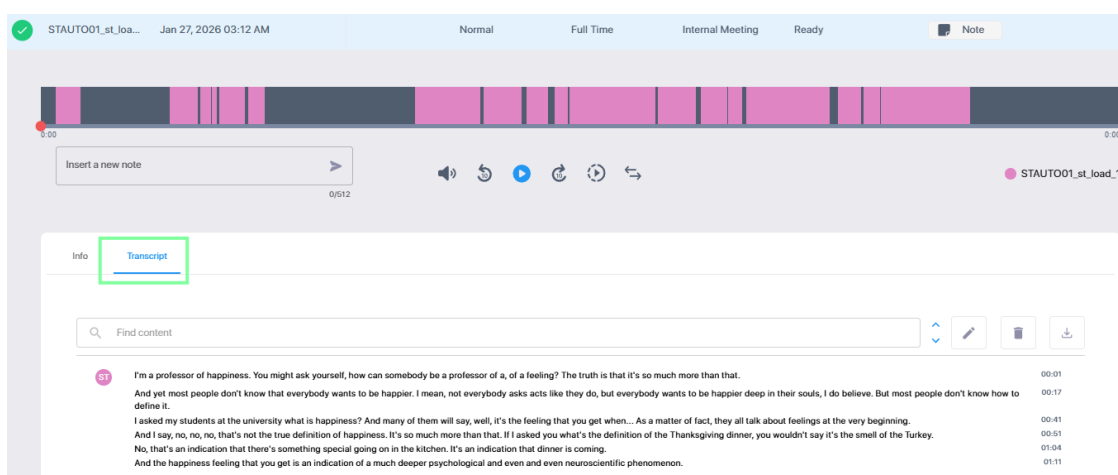 STAUTO01_st_loa... Jan 27, 2026 03:12 AM Normal Full Time Internal Meeting Ready Note
0:00 0:00
Insert a new note
0/512
10 10
STAUTO01_st_load_1
Info Transcript
Find content
ST I'm a professor of happiness. You might ask yourself, how can somebody be a professor of a, of a feeling? The truth is that it's so much more than that. 00:01
And yet most people don't know that everybody wants to be happier. I mean, not everybody asks acts like they do, but everybody wants to be happier deep in their souls, I do believe. But most people don't know how to 00:17
define it.
I asked my students at the university what is happiness? And many of them will say, well, it's the feeling that you get when... As a matter of fact, they all talk about feelings at the very beginning. 00:41
And I say, no, no, no, that's not the true definition of happiness. It's so much more than that. If I asked you what's the definition of the Thanksgiving dinner, you wouldn't say it's the smell of the Turkey. 00:51
No, that's an indication that there's something special going on in the kitchen. It's an indication that dinner is coming. 01:04
And the happiness feeling that you get is an indication of a much deeper psychological and even and even neuroscientific phenomenon. 01:11